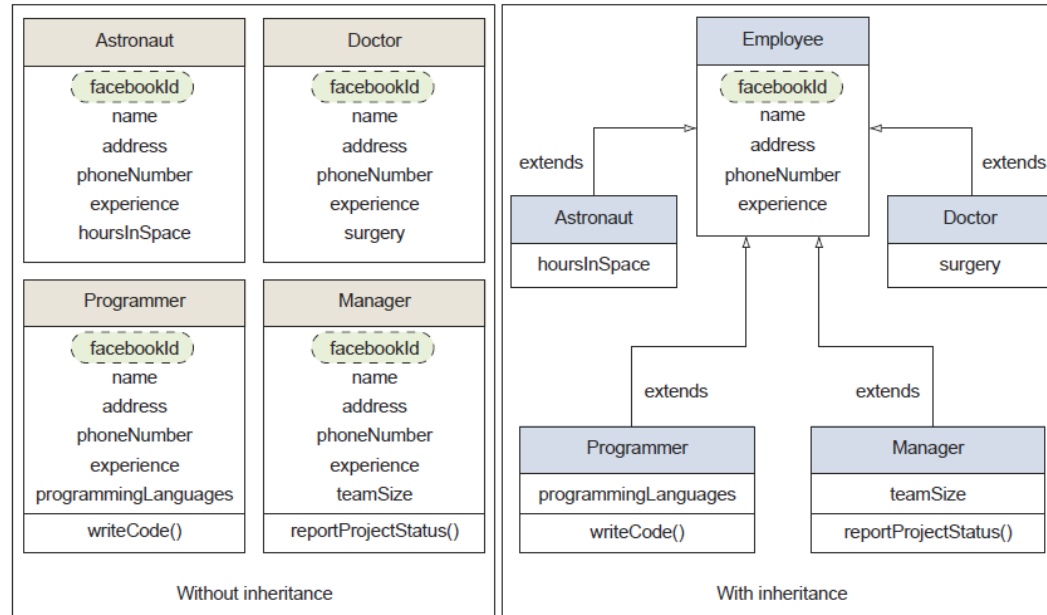 Astronaut
facebookId
name
address
phoneNumber
experience
hoursInSpace
Doctor
facebookId
name
address
phoneNumber
experience
surgery
Programmer
facebookId
name
address
phoneNumber
experience
programmingLanguages
writeCode()
Manager
facebookId
name
address
phoneNumber
experience
teamSize
reportProjectStatus()
Without inheritance
Employee
facebookId
name
address
phoneNumber
experience
extends
extends
Astronaut
hoursInSpace
Doctor
surgery
extends
extends
Programmer
programmingLanguages
writeCode()
Manager
teamSize
reportProjectStatus()
With inheritance